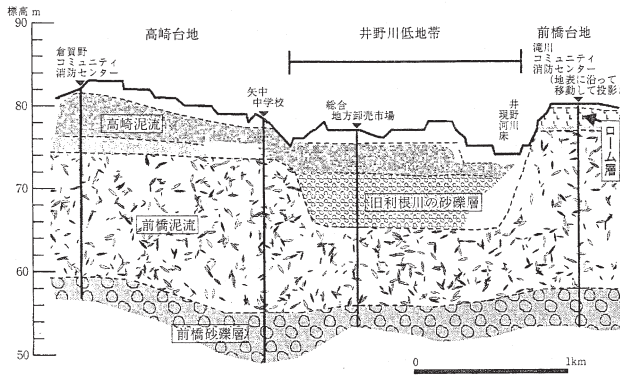 標高 m
90
80
70
60
50
高崎台地
井野川低地帯
前橋台地
倉賀野
コミュニティ
消防センター
矢中
中学校
総合
地方卸売市場
井野川
現河床
滝川
コミュニティ
消防センター
(地表に沿って
移動して投影
ローム層
高崎泥流
旧利根川の砂礫層
前橋泥流
前橋砂礫層
0
1km